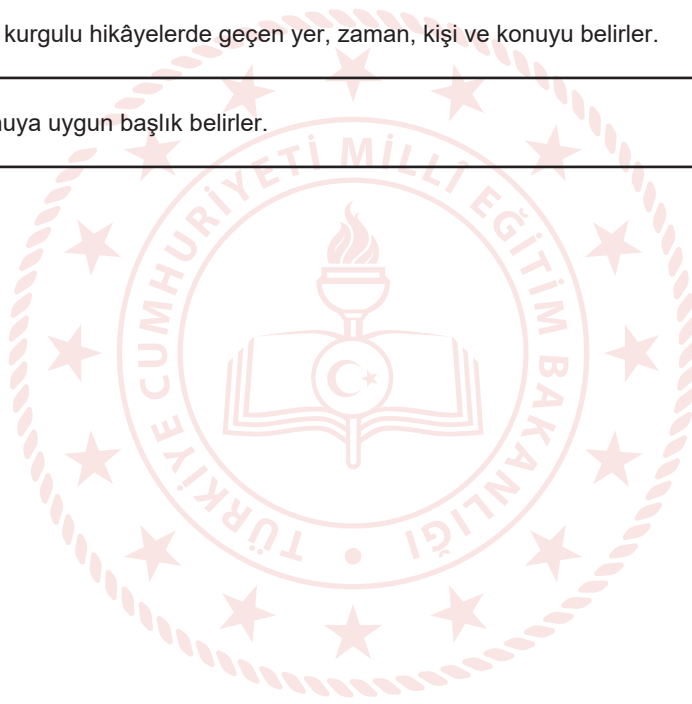 kurgulu hikâyelerde geçen yer, zaman, kişi ve konuyu belirler.
uya uygun başlık belirler.
TÜRKİYE CUMHURİYETİ MİLLÎ EĞİTİM BAKANLIĞI